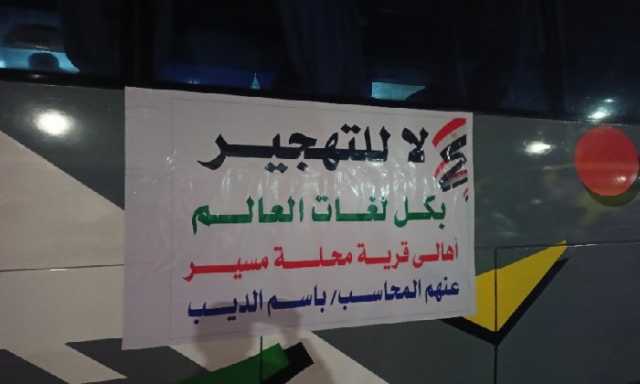 لا للتهجير
بكل لغات العالم
أهالى قرية محلة مسير
عنهم المحاسب/ باسم الديب